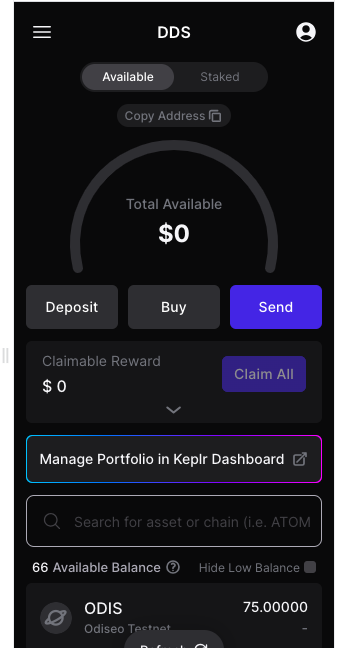 DDS
Available Staked
Copy Address
Total Available
$0
Deposit Buy Send
Claimable Reward
$ 0
Claim All
Manage Portfolio in Keplr Dashboard
Search for asset or chain (i.e. ATOM
66 Available Balance Hide Low Balance
ODIS 75.00000
Odiseo Testnet -